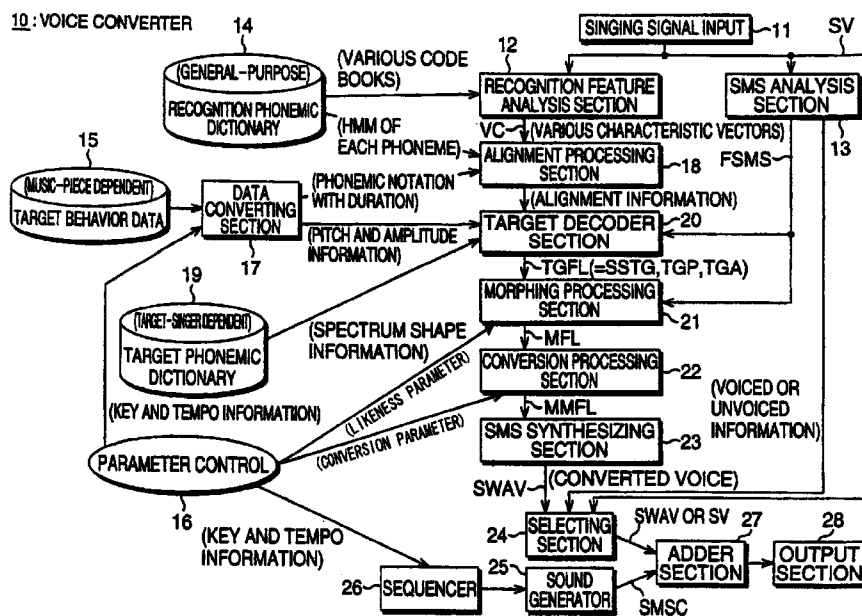 10 : VOICE CONVERTER
14
(GENERAL-PURPOSE)
RECOGNITION PHONEMIC
DICTIONARY
(VARIOUS CODE
BOOKS)
(HMM OF
EACH PHONEME)
SINGING SIGNAL INPUT
11
SV
12
RECOGNITION FEATURE
ANALYSIS SECTION
SMS ANALYSIS
SECTION
13
VC
(VARIOUS CHARACTERISTIC VECTORS)
FSMS
15
(MUSIC-PIECE DEPENDENT)
TARGET BEHAVIOR DATA
DATA
CONVERTING
SECTION
17
(PHONEMIC NOTATION
WITH DURATION)
(PITCH AND AMPLITUDE
INFORMATION)
ALIGNMENT PROCESSING
SECTION
18
(ALIGNMENT INFORMATION)
TARGET DECODER
SECTION
20
TGFL(=SSTG,TGP,TGA)
19
(TARGET-SINGER DEPENDENT)
TARGET PHONEMIC
DICTIONARY
(SPECTRUM SHAPE
INFORMATION)
MORPHING PROCESSING
SECTION
21
MFL
(KEY AND TEMPO INFORMATION)
(LIKENESS PARAMETER)
(CONVERSION PARAMETER)
CONVERSION PROCESSING
SECTION
22
MMFL
(VOICED OR
UNVOICED
INFORMATION)
PARAMETER CONTROL
16
SMS SYNTHESIZING
SECTION
23
SWAV
(CONVERTED VOICE)
(KEY AND TEMPO
INFORMATION)
24
SELECTING
SECTION
SWAV OR SV
27
ADDER
SECTION
28
OUTPUT
SECTION
26
SEQUENCER
25
SOUND
GENERATOR
SMSC